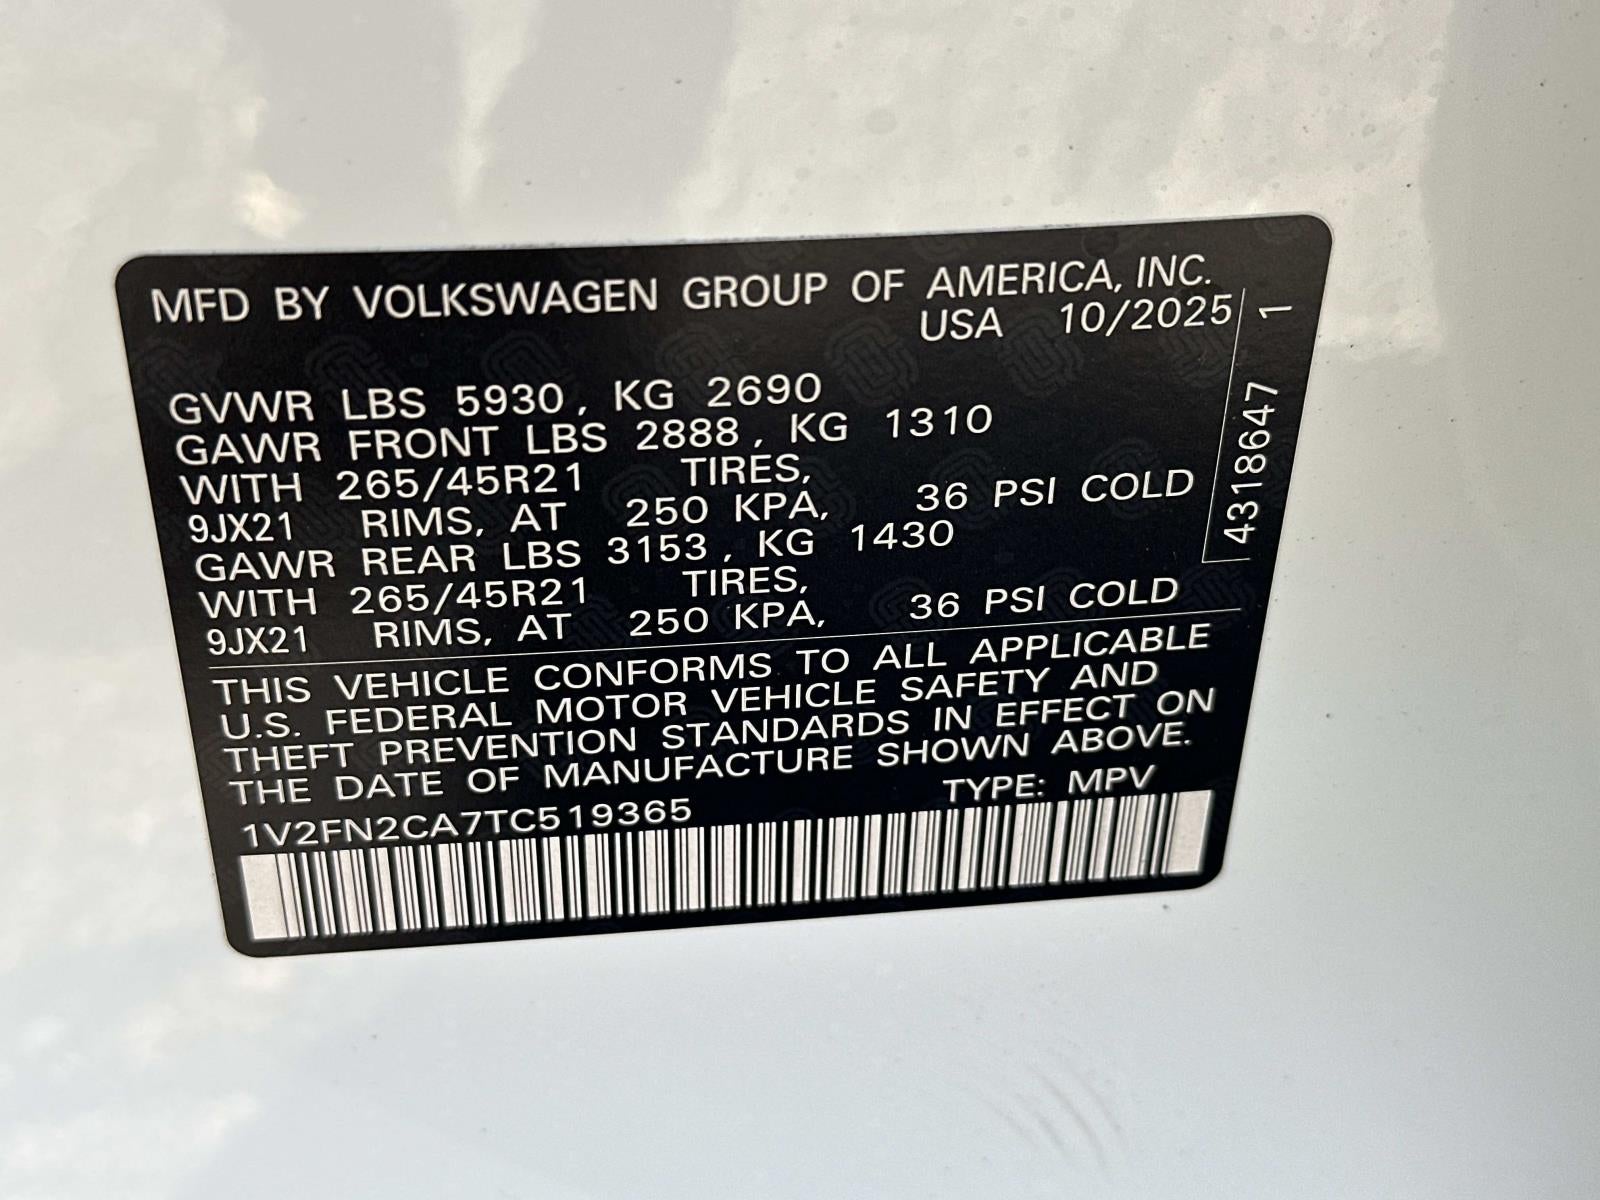 MFD BY VOLKSWAGEN GROUP OF AMERICA, INC.
USA 10/2025
GVWR LBS 5930, KG 2690
GAWR FRONT LBS 2888, KG 1310
WITH 265/45R21 TIRES,
9JX21 RIMS, AT 250 KPA, 36 PSI COLD
GAWR REAR LBS 3153, KG 1430
WITH 265/45R21 TIRES,
9JX21 RIMS, AT 250 KPA, 36 PSI COLD
4318647 1
THIS VEHICLE CONFORMS TO ALL APPLICABLE
U.S. FEDERAL MOTOR VEHICLE SAFETY AND
THEFT PREVENTION STANDARDS IN EFFECT ON
THE DATE OF MANUFACTURE SHOWN ABOVE.
1V2FN2CA7TC519365 TYPE: MPV